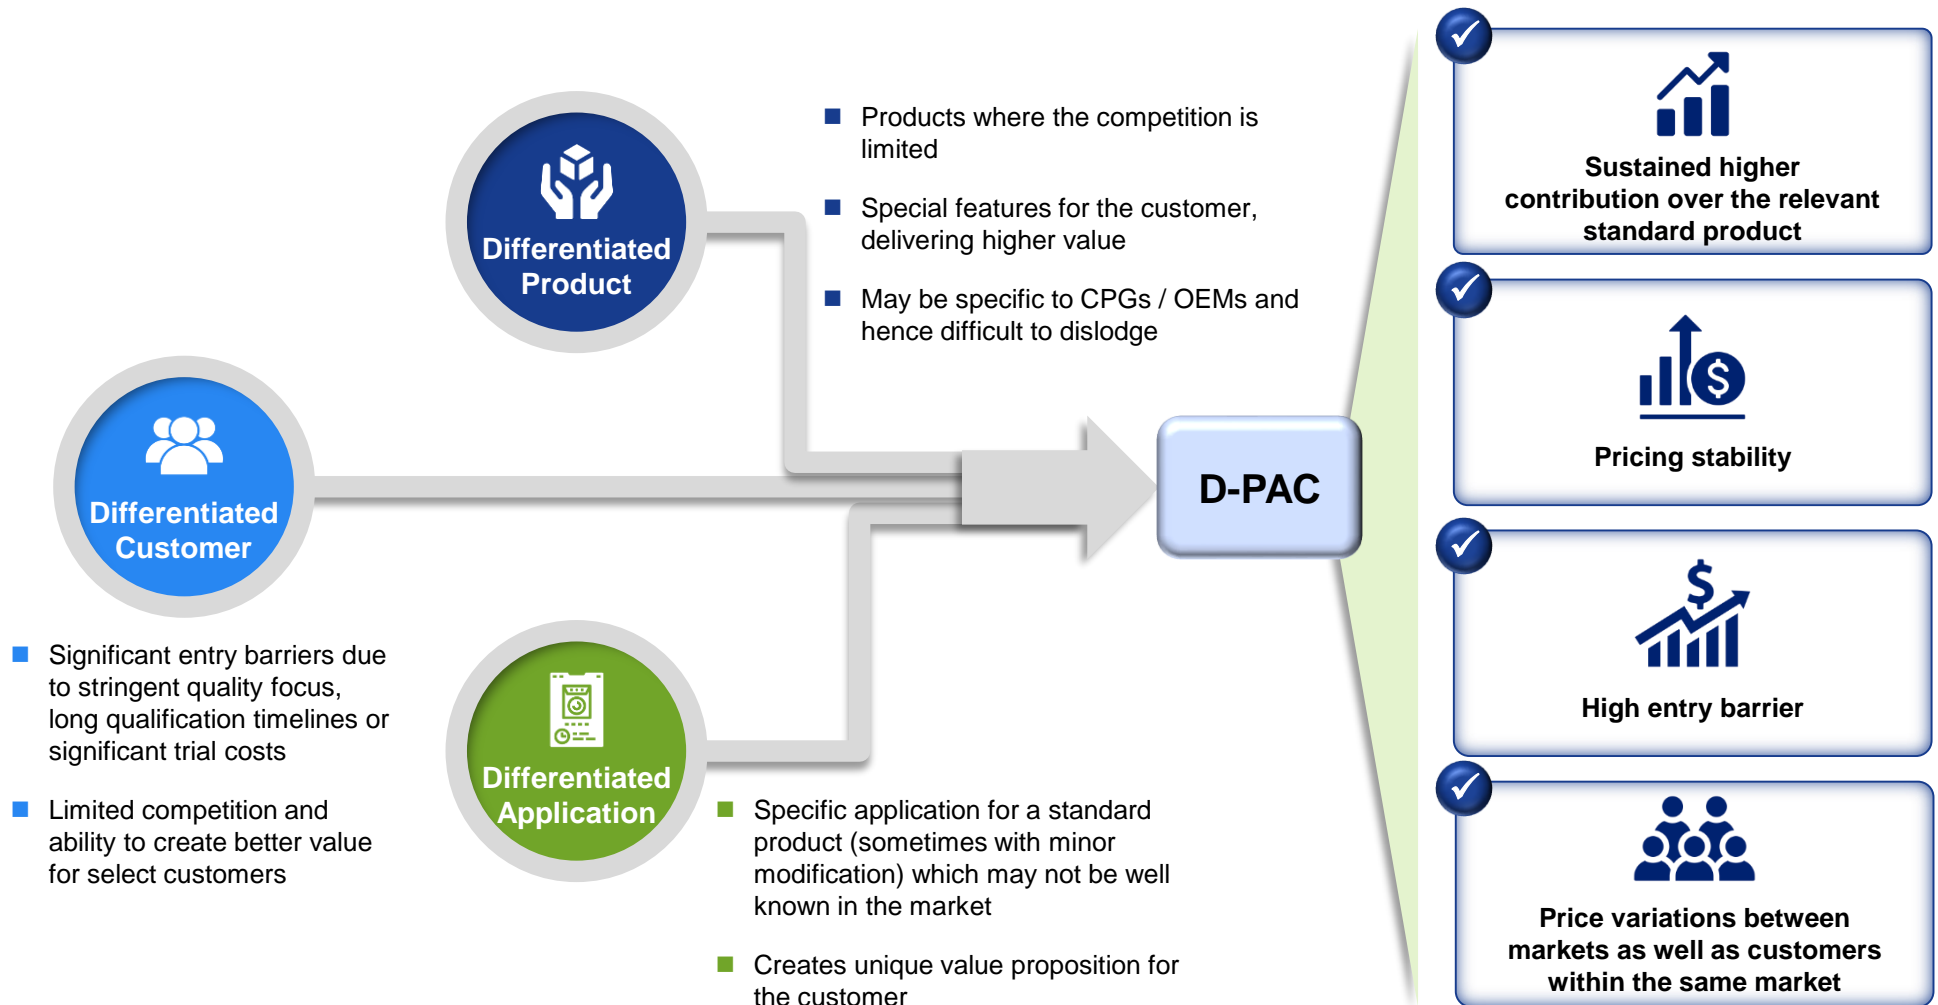 Differentiated
Product
Products where the competition is
limited
Special features for the customer,
delivering higher value
May be specific to CPGs / OEMs and
hence difficult to dislodge
Differentiated
Customer
Significant entry barriers due
to stringent quality focus,
long qualification timelines or
significant trial costs
Limited competition and
ability to create better value
for select customers
Differentiated
Application
Specific application for a standard
product (sometimes with minor
modification) which may not be well
known in the market
Creates unique value proposition for
the customer
D-PAC
Sustained higher
contribution over the relevant
standard product
$
Pricing stability
$
High entry barrier
Price variations between
markets as well as customers
within the same market